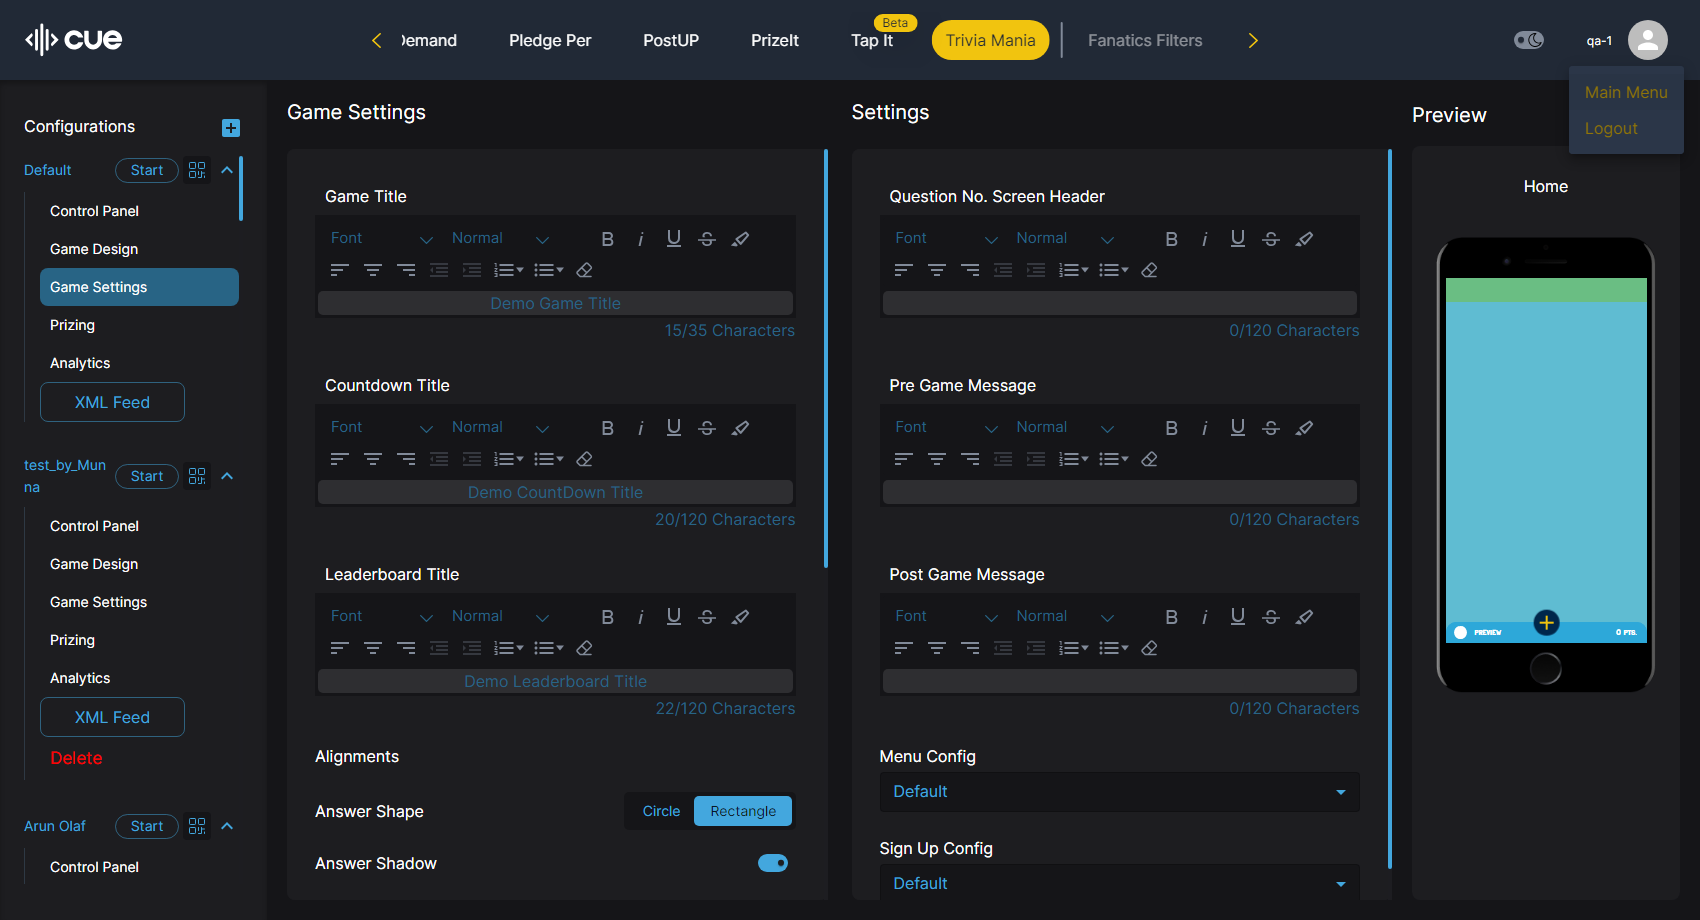 cue
Demand
Pledge Per
PostUP
PrizeIt
Tap It
Beta
Trivia Mania
Fanatics Filters
qa-1
Main Menu
Logout
Configurations
Default
Start
Control Panel
Game Design
Game Settings
Prizing
Analytics
XML Feed
test_by_Mun
na
Start
Control Panel
Game Design
Game Settings
Prizing
Analytics
XML Feed
Delete
Arun Olaf
Start
Control Panel
Game Settings
Game Title
Font
Normal
Demo Game Title
15/35 Characters
Countdown Title
Font
Normal
Demo CountDown Title
20/120 Characters
Leaderboard Title
Font
Normal
Demo Leaderboard Title
22/120 Characters
Alignments
Answer Shape
Circle
Rectangle
Answer Shadow
Settings
Question No. Screen Header
Font
Normal
0/120 Characters
Pre Game Message
Font
Normal
0/120 Characters
Post Game Message
Font
Normal
0/120 Characters
Menu Config
Default
Sign Up Config
Default
Preview
Home
PREVIEW
0 PTS.